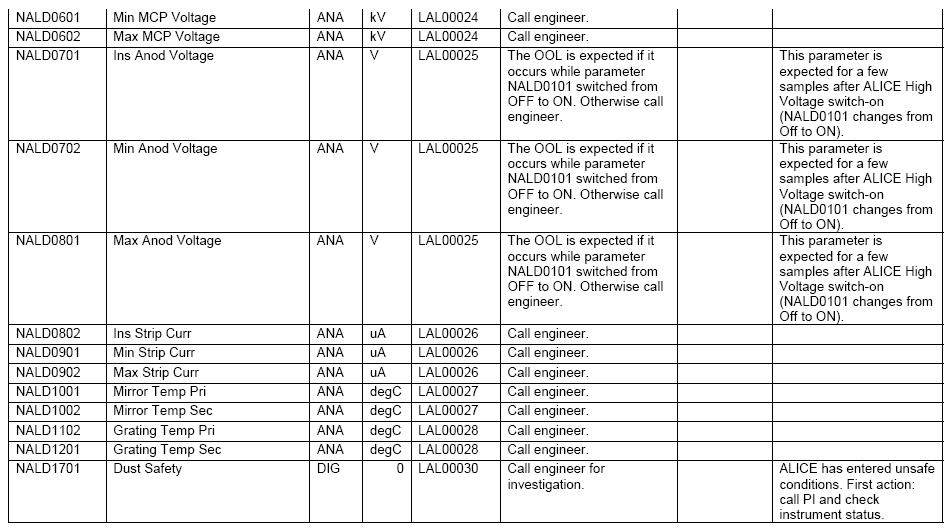 NALD0601 Min MCP Voltage ANA kV LAL00024 Call engineer.
NALD0602 Max MCP Voltage ANA kV LAL00024 Call engineer.
NALD0701 Ins Anod Voltage ANA V LAL00025 The OOL is expected if it This parameter is
occurs while parameter expected for a few
NALD0101 switched from samples after ALICE High
OFF to ON. Otherwise call Voltage switch-on
engineer. (NALD0101 changes from
Off to ON).
NALD0702 Min Anod Voltage ANA V LAL00025 The OOL is expected if it This parameter is
occurs while parameter expected for a few
NALD0101 switched from samples after ALICE High
OFF to ON. Otherwise call Voltage switch-on
engineer. (NALD0101 changes from
Off to ON).
NALD0801 Max Anod Voltage ANA V LAL00025 The OOL is expected if it This parameter is
occurs while parameter expected for a few
NALD0101 switched from samples after ALICE High
OFF to ON. Otherwise call Voltage switch-on
engineer. (NALD0101 changes from
Off to ON).
NALD0802 Ins Strip Curr ANA uA LAL00026 Call engineer.
NALD0901 Min Strip Curr ANA uA LAL00026 Call engineer.
NALD0902 Max Strip Curr ANA uA LAL00026 Call engineer.
NALD1001 Mirror Temp Pri ANA degC LAL00027 Call engineer.
NALD1002 Mirror Temp Sec ANA degC LAL00027 Call engineer.
NALD1102 Grating Temp Pri ANA degC LAL00028 Call engineer.
NALD1201 Grating Temp Sec ANA degC LAL00028 Call engineer.
NALD1701 Dust Safety DIG 0 LAL00030 Call engineer for ALICE has entered unsafe
investigation. conditions. First action:
call PI and check
instrument status.